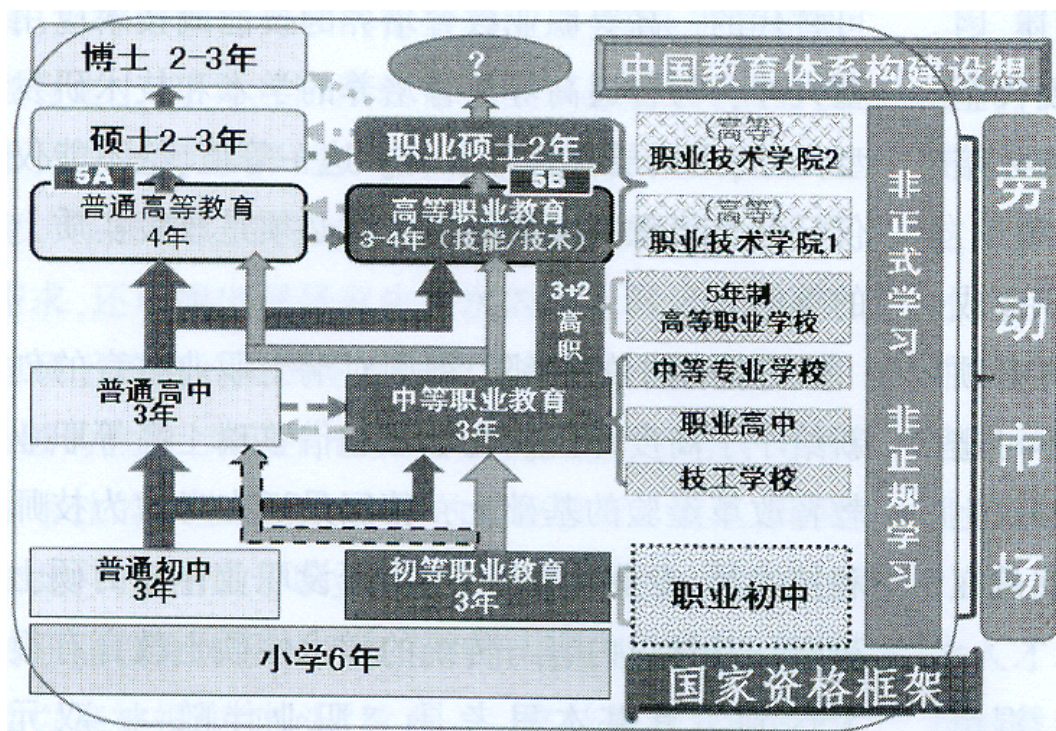 中国教育体系构建设想
博士 2-3年
?
硕士2-3年
职业硕士2年
5A
5B
普通高等教育
4年
高等职业教育
3-4年（技能/技术）
3+2
高
职
普通高中
3年
中等职业教育
3年
普通初中
3年
初等职业教育
3年
小学6年
（高等）
职业技术学院2
（高等）
职业技术学院1
5年制
高等职业学校
中等专业学校
职业高中
技工学校
职业初中
非正式学习 非正规学习
劳动市场
国家资格框架